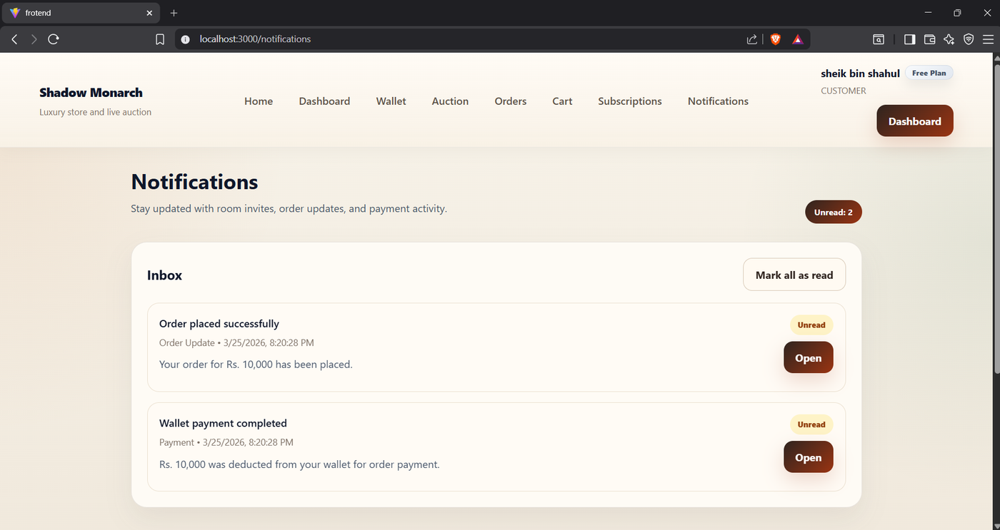 frotend
localhost:3000/notifications
Shadow Monarch
Luxury store and live auction
Home Dashboard Wallet Auction Orders Cart Subscriptions Notifications
sheik bin shahul Free Plan
CUSTOMER
Dashboard
Notifications
Stay updated with room invites, order updates, and payment activity.
Unread: 2
Inbox
Mark all as read
Order placed successfully
Unread
Order Update • 3/25/2026, 8:20:28 PM
Open
Your order for Rs. 10,000 has been placed.
Wallet payment completed
Unread
Payment • 3/25/2026, 8:20:28 PM
Open
Rs. 10,000 was deducted from your wallet for order payment.